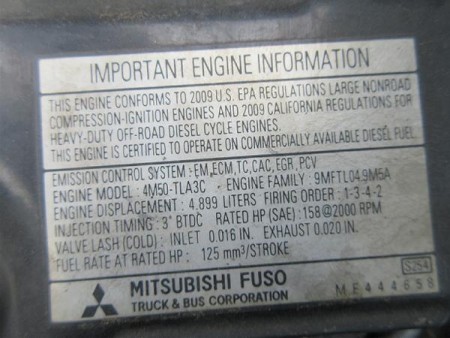 IMPORTANT ENGINE INFORMATION
THIS ENGINE CONFORMS TO 2009 U.S. EPA REGULATIONS LARGE NONROAD
COMPRESSION-IGNITION ENGINES AND 2009 CALIFORNIA REGULATIONS FOR
HEAVY-DUTY OFF-ROAD DIESEL CYCLE ENGINES.
THIS ENGINE IS CERTIFIED TO OPERATE ON COMMERCIALLY AVAILABLE DIESEL FUEL.
EMISSION CONTROL SYSTEM : EM, ECM, TC, CAC, EGR, PCV
ENGINE MODEL : 4M50-TLA3C ENGINE FAMILY : 9MFTL04.9M5A
ENGINE DISPLACEMENT : 4.899 LITERS FIRING ORDER : 1-3-4-2
INJECTION TIMING : 3° BTDC RATED HP (SAE) : 158 @ 2000 RPM
VALVE LASH (COLD) : INLET 0.016 IN. EXHAUST 0.020 IN.
FUEL RATE AT RATED HP : 125 mm³/STROKE
S254
MITSUBISHI FUSO
TRUCK & BUS CORPORATION
ME444658